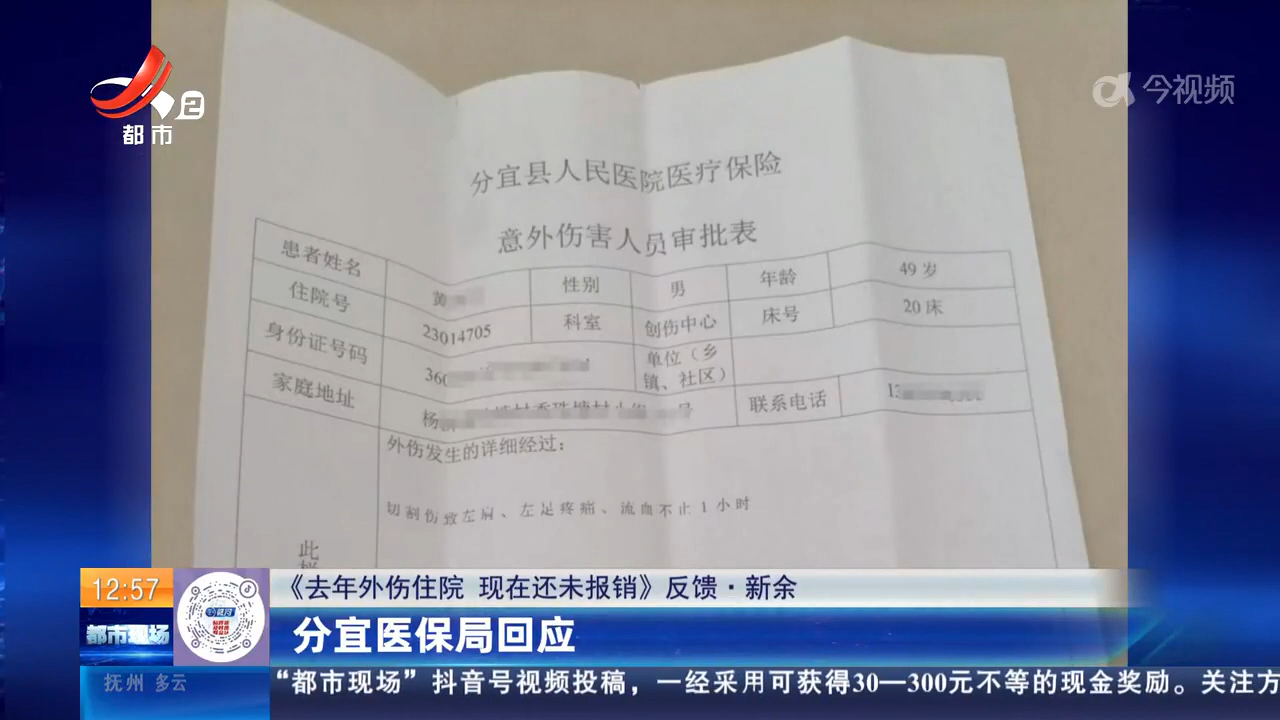 都市2
今视频
分宜县人民医院医疗保险
意外伤害人员审批表
患者姓名 黄 性别 男 年龄 49岁
住院号 23014705 科室 创伤中心 床号 20床
身份证号码 360 单位（乡镇、社区）
家庭地址 杨 联系电话 13
外伤发生的详细经过：
切割伤致左肩、左足疼痛、流血不止1小时
此
12:57
《去年外伤住院 现在还未报销》反馈·新余
都市现场
分宜医保局回应
抚州 多云
“都市现场”抖音号视频投稿，一经采用可获得30—300元不等的现金奖励。关注方